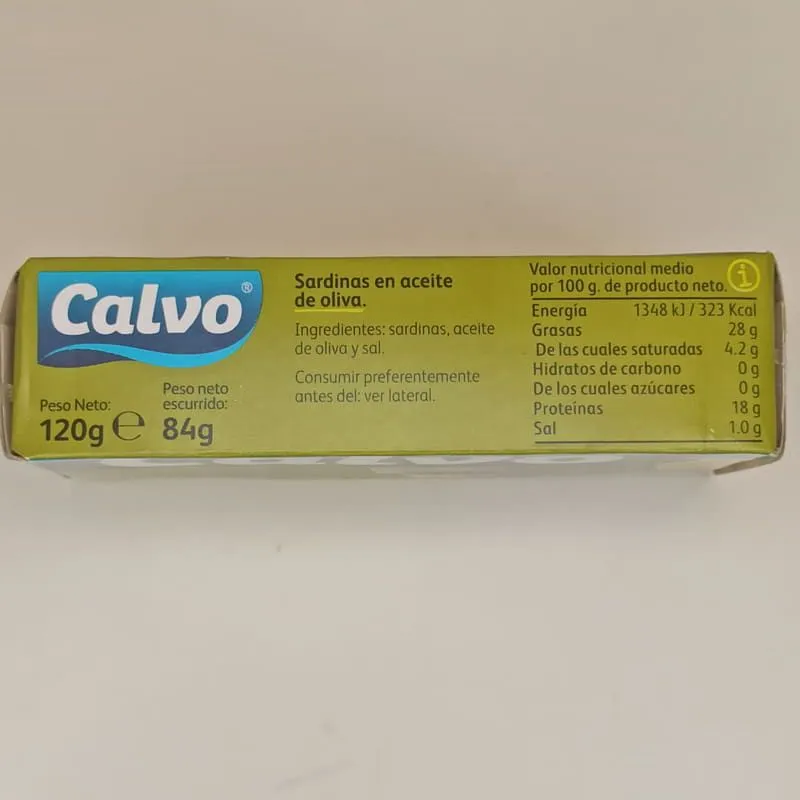 Calvo®
Peso Neto:
120g ℮
Peso neto
escurrido:
84g
Sardinas en aceite
de oliva.
Ingredientes: sardinas, aceite
de oliva y sal.
Consumir preferentemente
antes del: ver lateral.
Valor nutricional medio
por 100 g. de producto neto. i
Energía 1348 kJ / 323 Kcal
Grasas 28 g
De las cuales saturadas 4.2 g
Hidratos de carbono 0 g
De los cuales azúcares 0 g
Proteínas 18 g
Sal 1.0 g